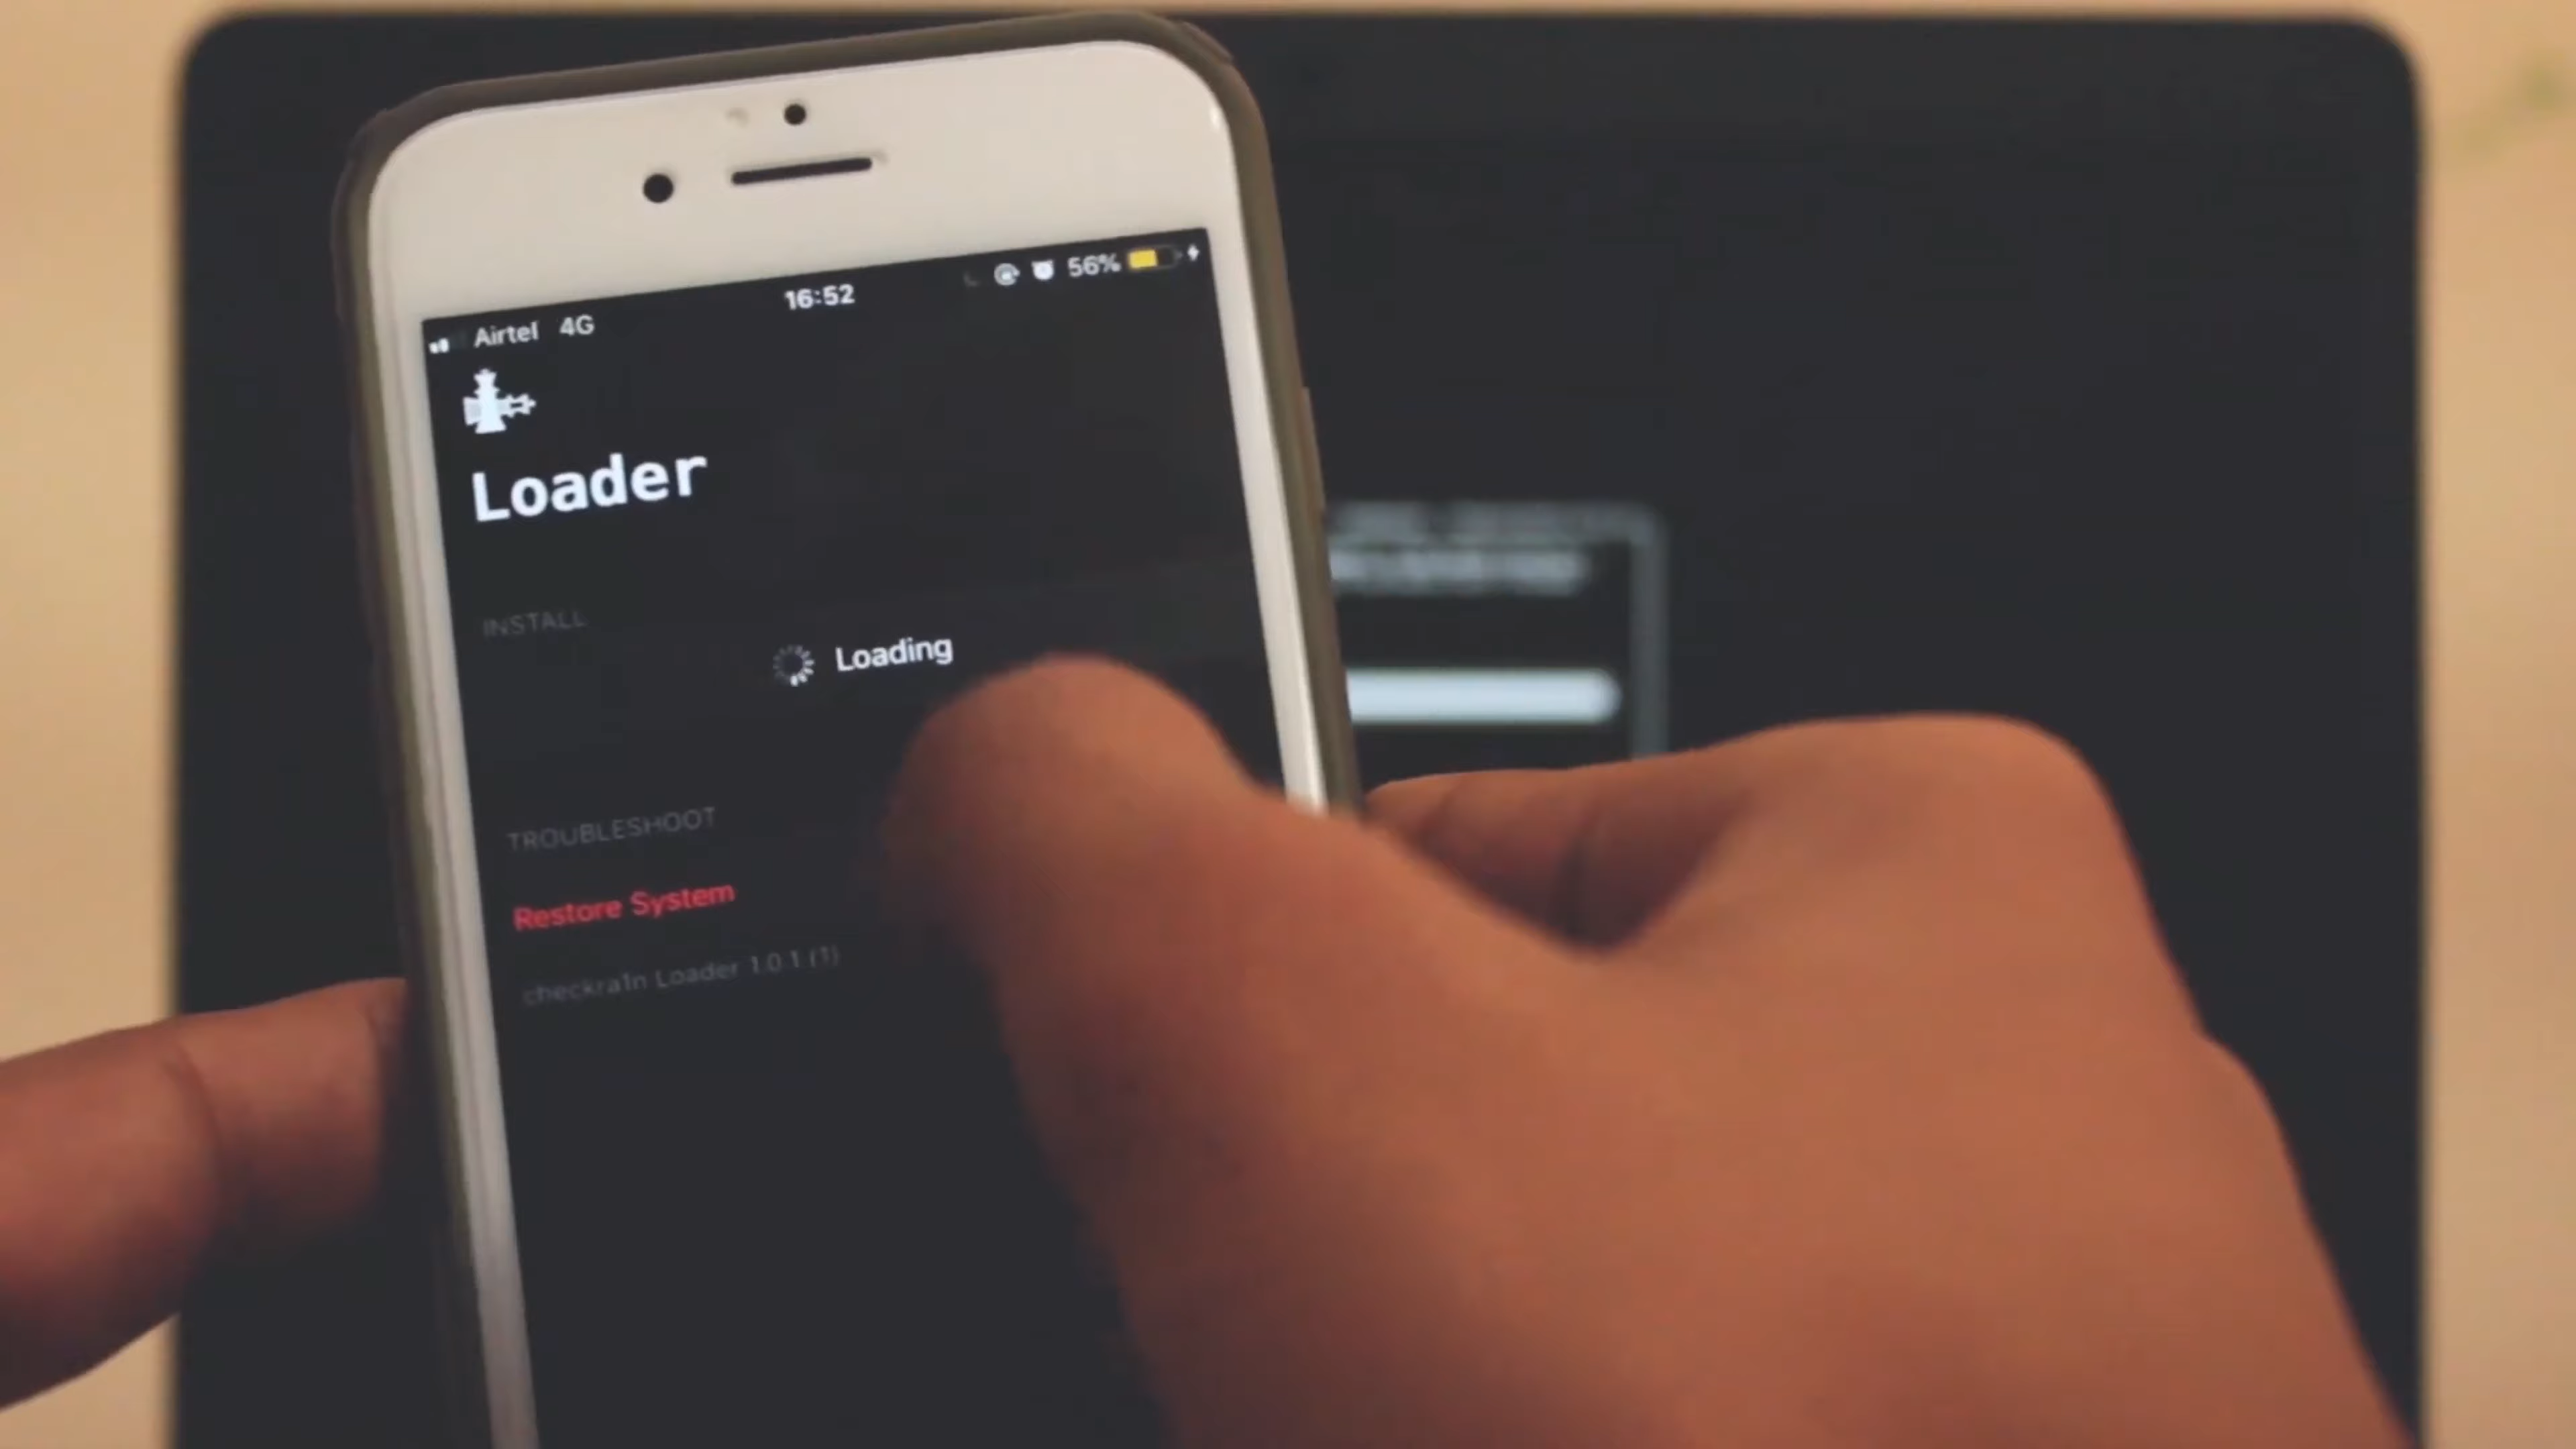 Airtel 4G 16:52 56%
Loader
INSTALL
Loading
TROUBLESHOOT
Restore System
checkra1n Loader 1.0.1 (1)